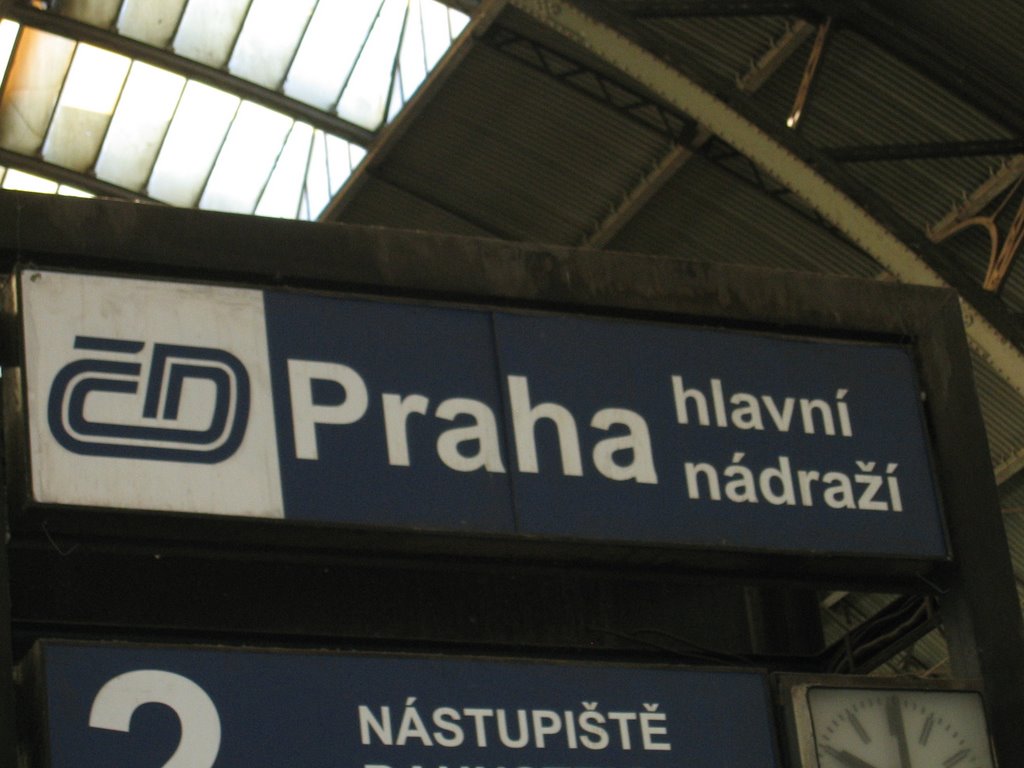 ČD Praha hlavní nádraží
2 NÁSTUPIŠTĚ